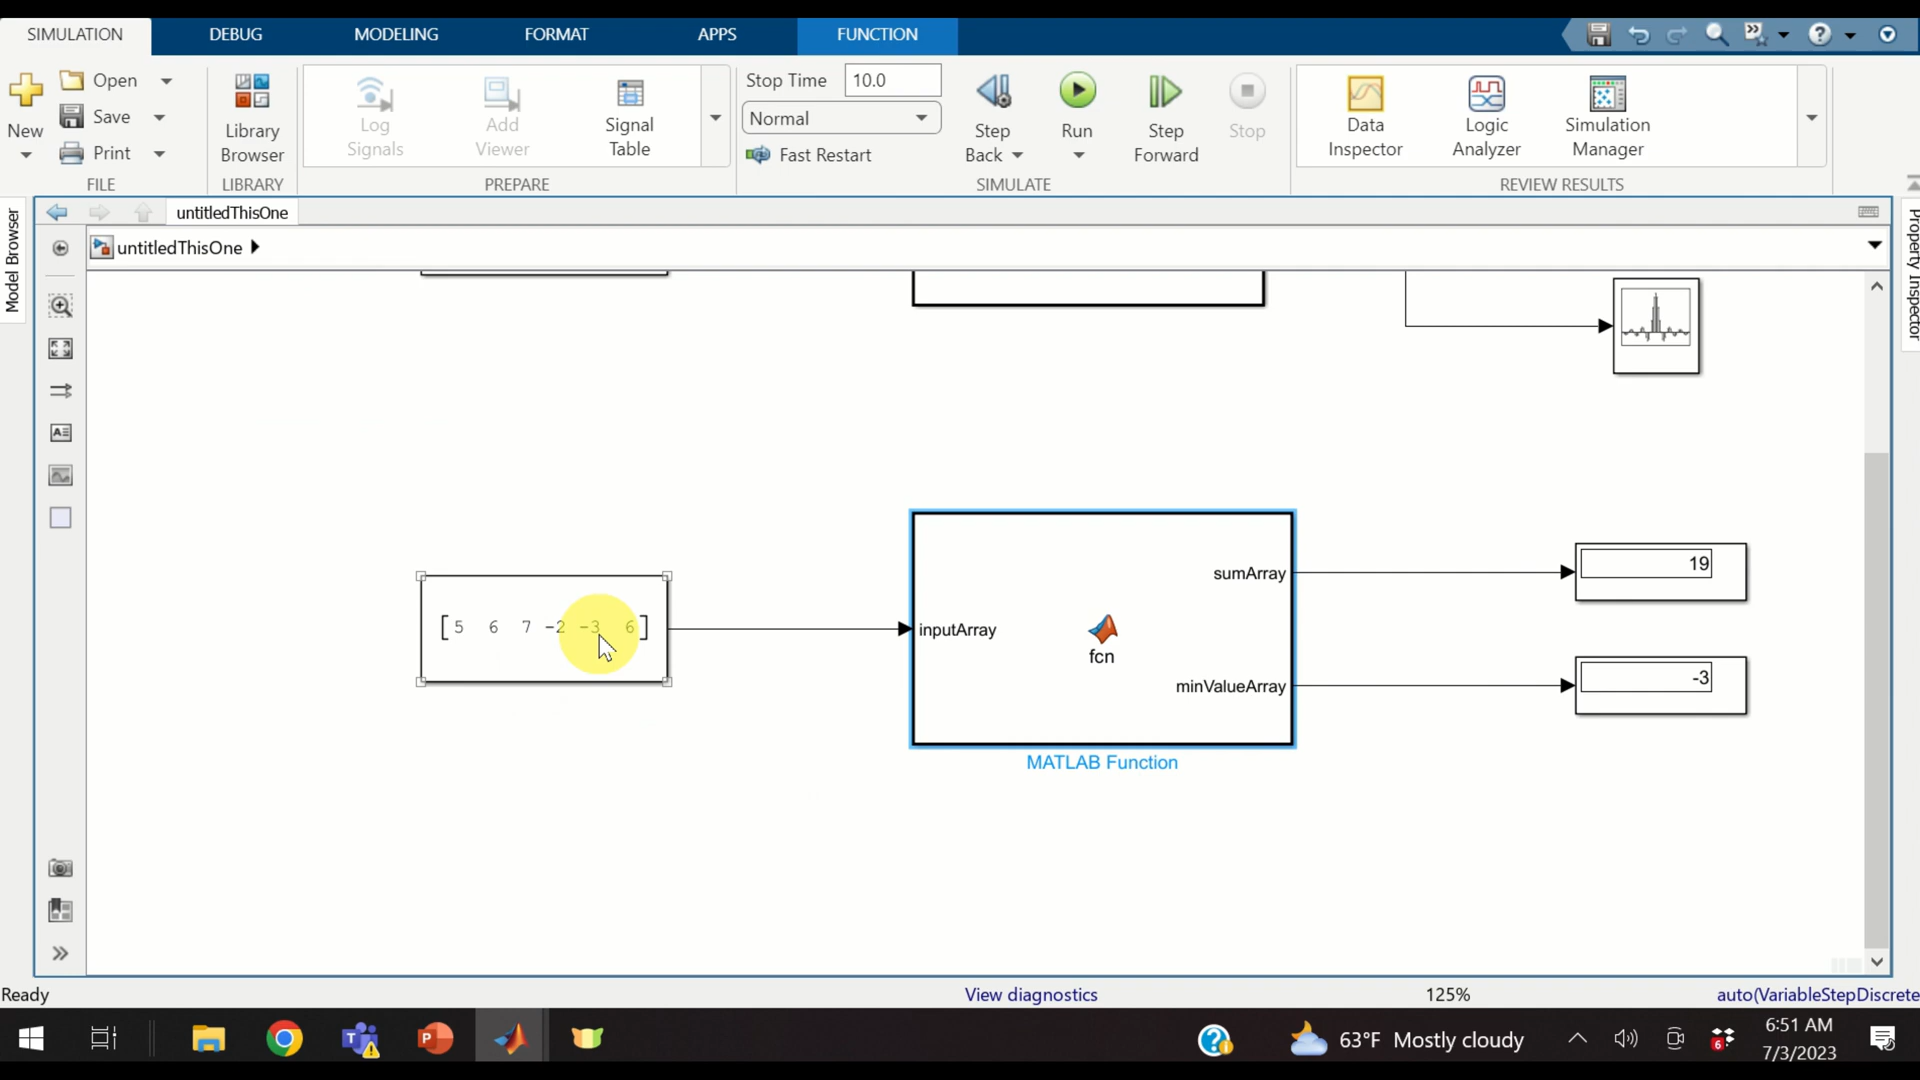 SIMULATION DEBUG MODELING FORMAT APPS FUNCTION
New
Open
Save
Print
FILE
Library
Browser
LIBRARY
Log
Signals
Add
Viewer
Signal
Table
PREPARE
Stop Time 10.0
Normal
Fast Restart
Step
Back
Run
Step
Forward
Stop
SIMULATE
Data
Inspector
Logic
Analyzer
Simulation
Manager
REVIEW RESULTS
Model Browser
untitledThisOne
untitledThisOne
Property Inspector
[5 6 7 -2 -3 6]
inputArray
fcn
sumArray
minValueArray
MATLAB Function
19
-3
Ready
View diagnostics
125%
auto(VariableStepDiscrete
63°F Mostly cloudy
6
6:51 AM
7/3/2023